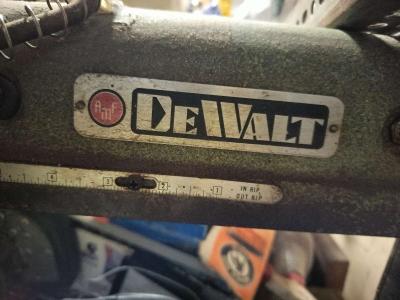 AMF DEWALT
4 3 2 1 IN RIP
OUT RIP